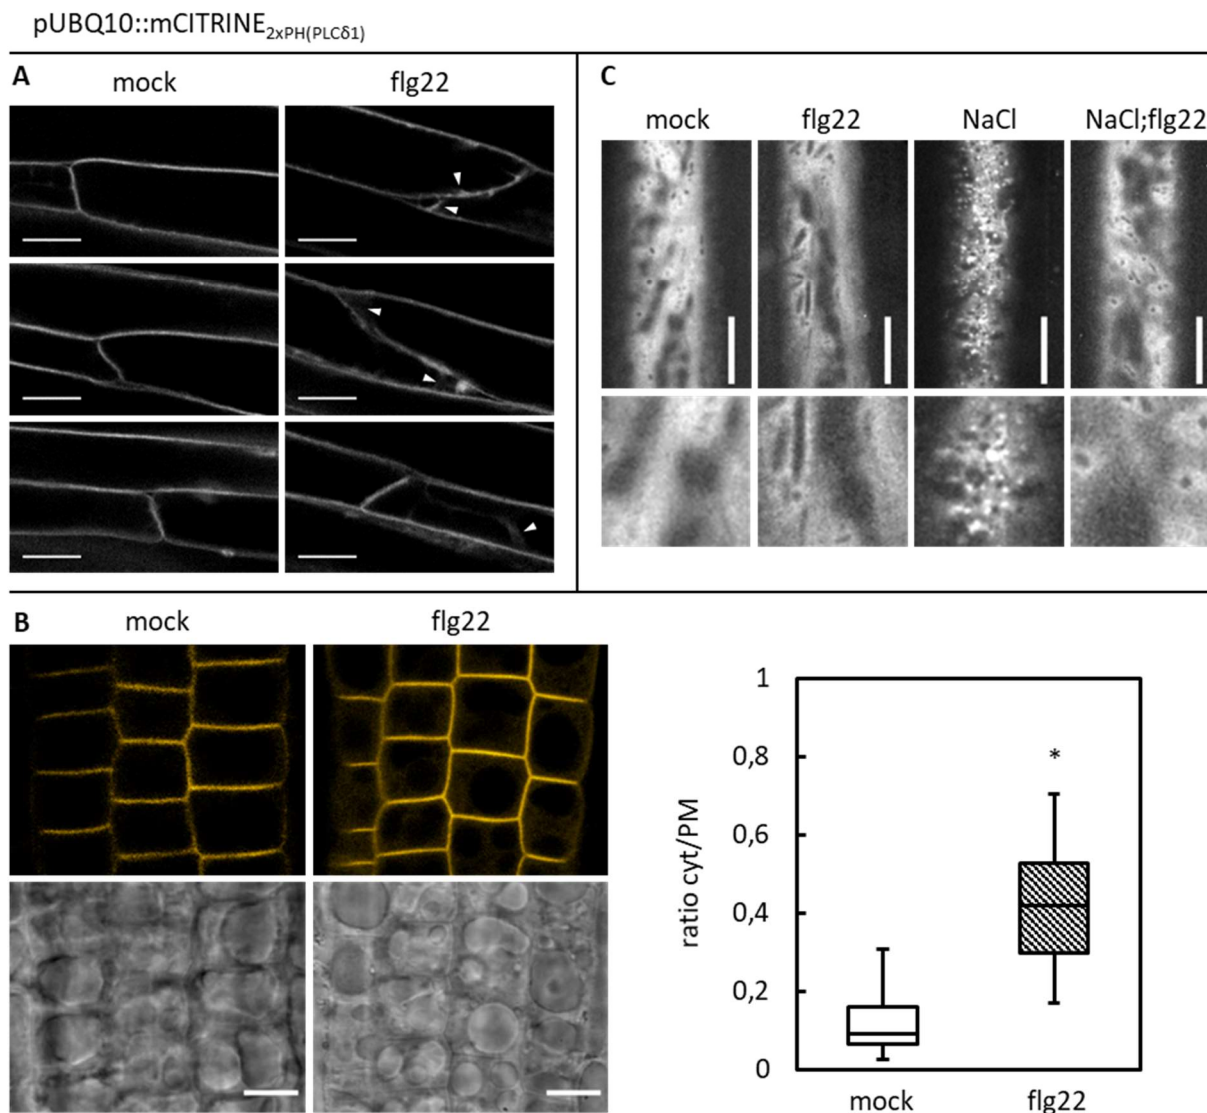 pUBQ10::mCITRINE2xPH(PLCδ1)
A
mock
flg22
C
mock
flg22
NaCl
NaCl;flg22
B
mock
flg22
1
0,8
0,6
0,4
0,2
0
ratio cyt/PM
*
mock
flg22